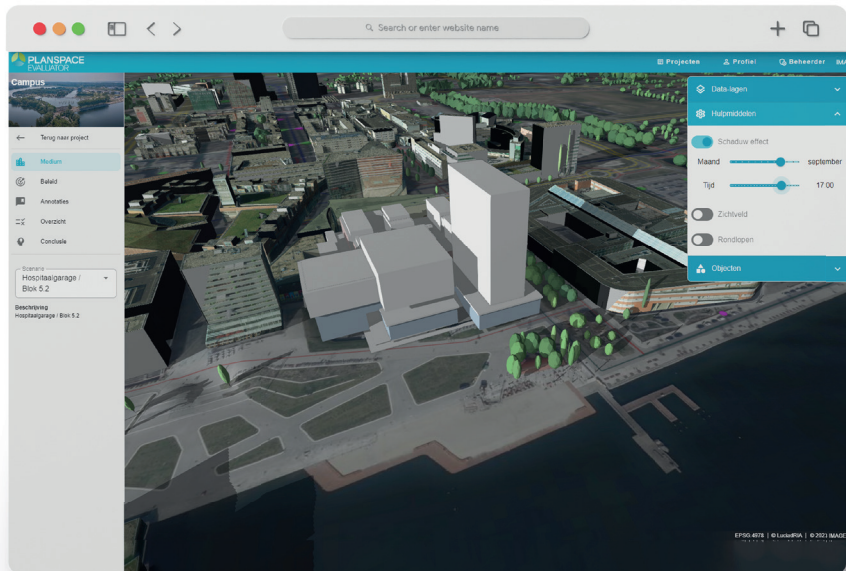 Search or enter website name
PLANSPACE
EVALUATOR
Projecten
Profiel
Beheerder
IMA
Campus
Terug naar project
Medium
Beleid
Annotaties
Overzicht
Conclusie
Scenario
Hospitaalgarage /
Blok 5.2
Beschrijving
Hospitaalgarage / Blok 5.2
Data-lagen
Hulpmiddelen
Schaduw effect
Maand september
Tijd 17:00
Zichtveld
Rondlopen
Objecten
EPSG:4978 | © LuciadRIA | © 2021 IMAGE